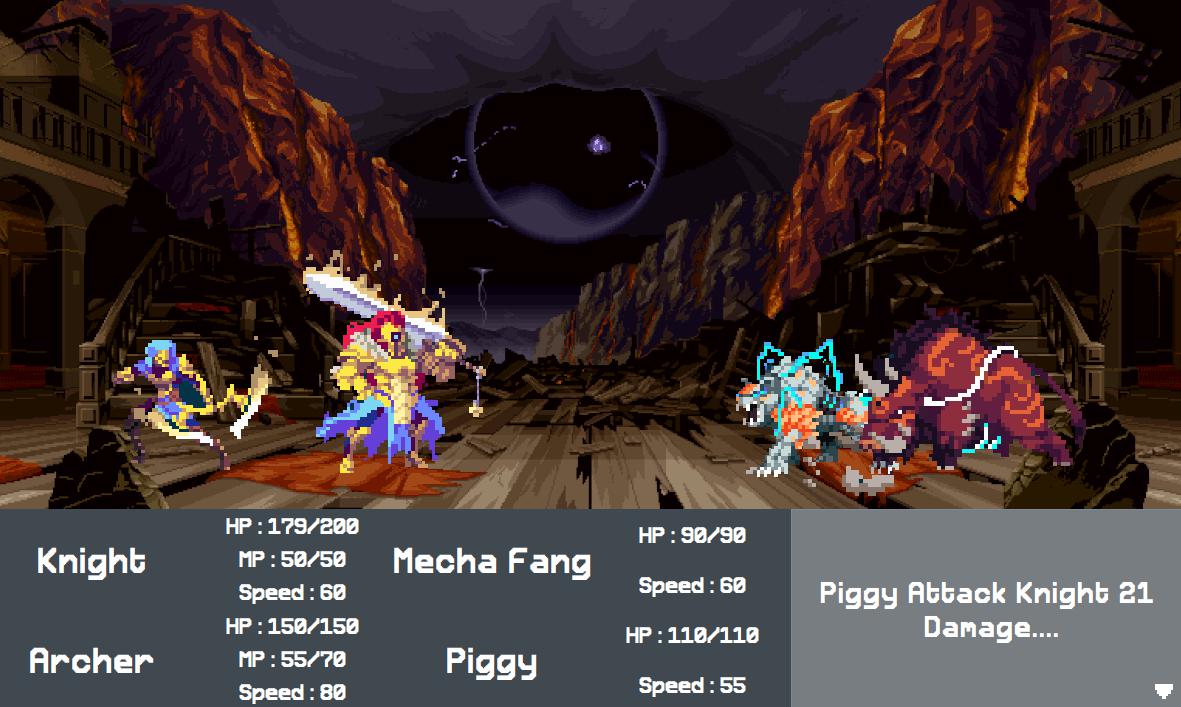 Knight
HP : 179/200
MP : 50/50
Speed : 60
Archer
HP : 150/150
MP : 55/70
Speed : 80
Mecha Fang
HP : 90/90
Speed : 60
Piggy
HP : 110/110
Speed : 55
Piggy Attack Knight 21
Damage....